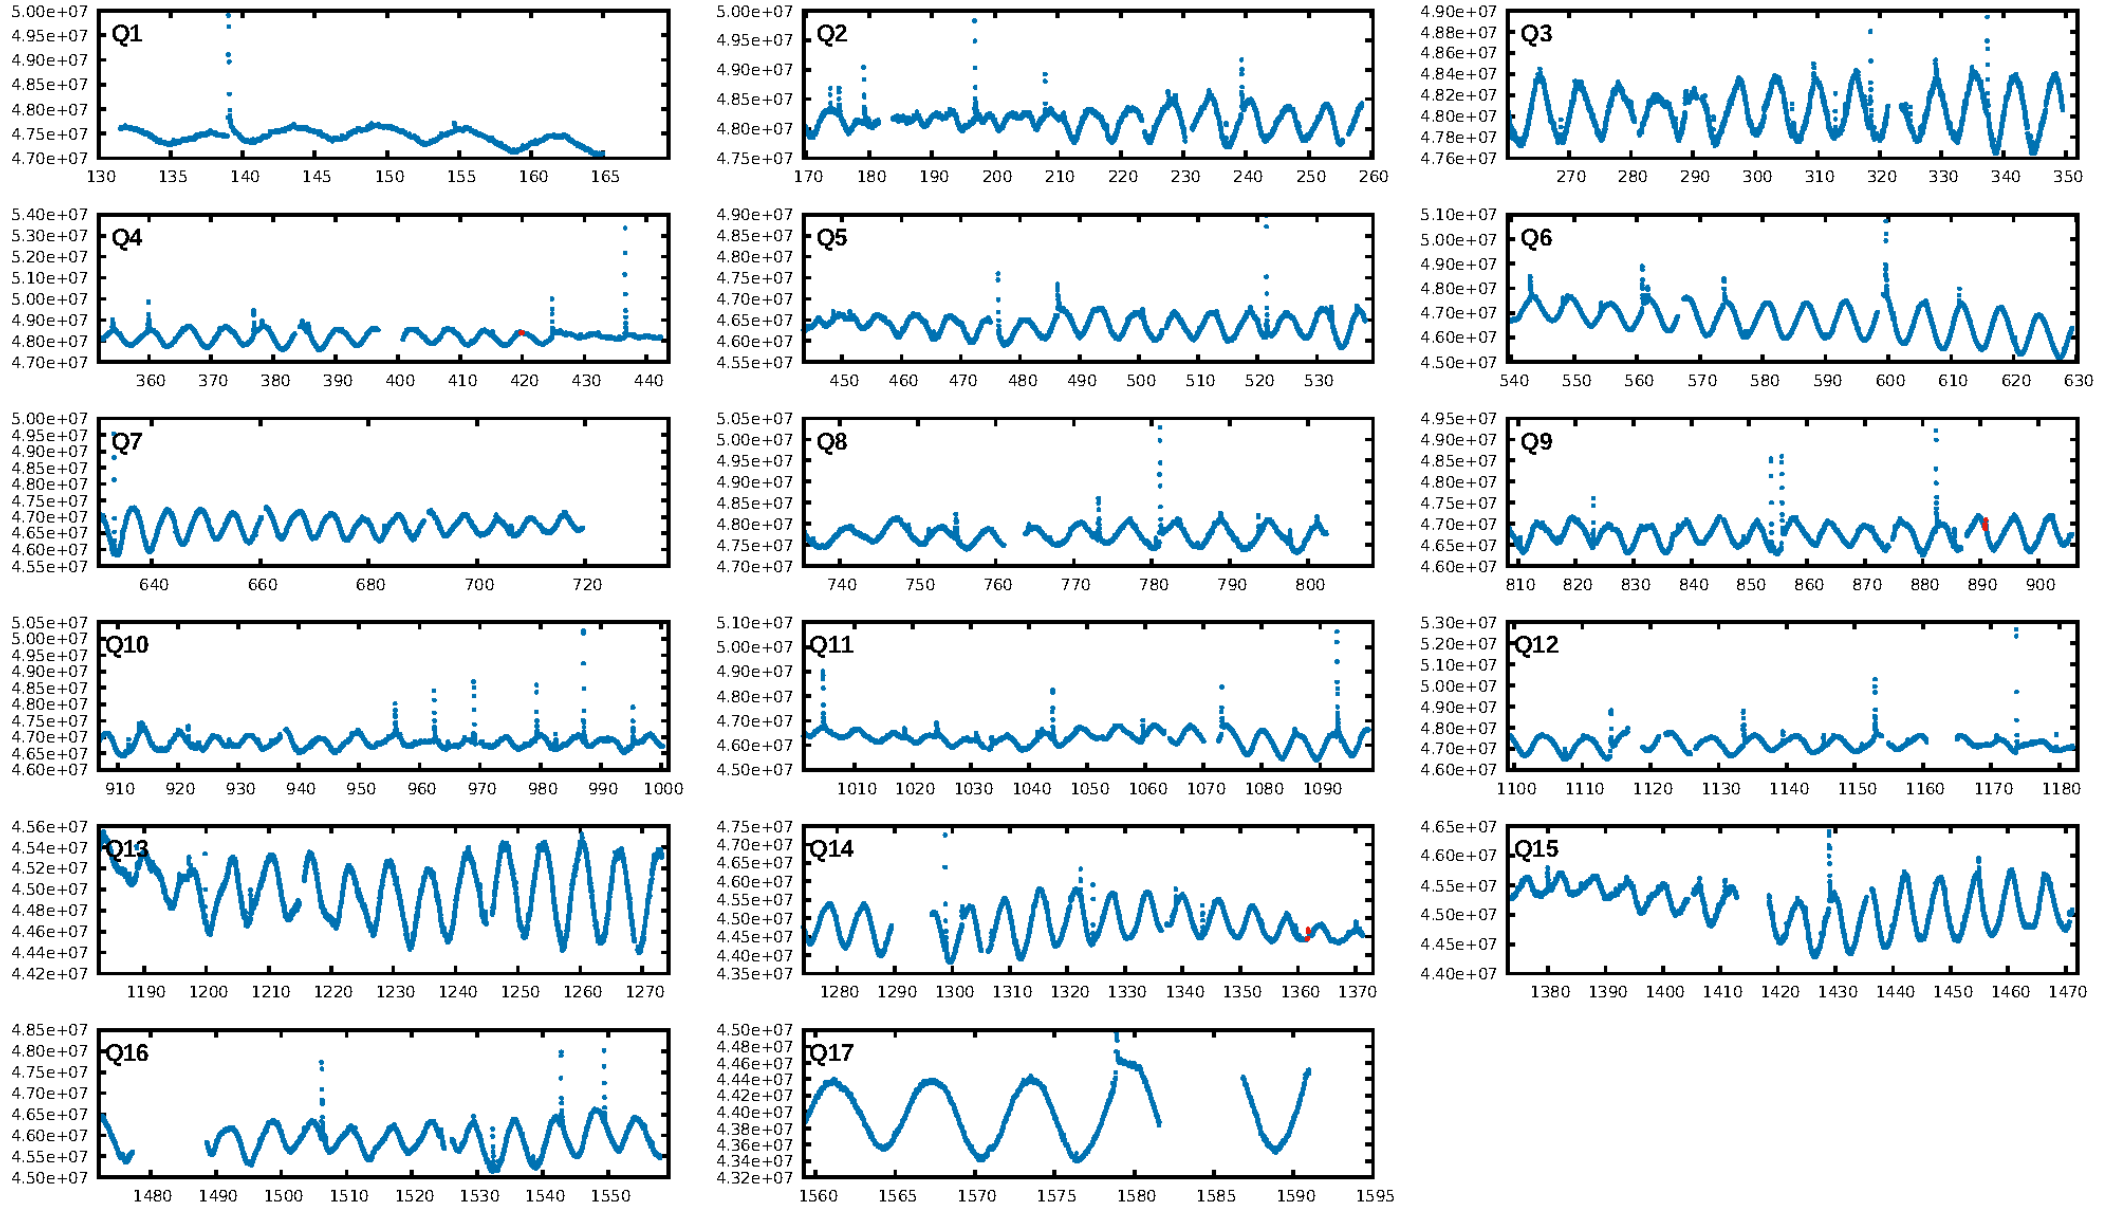 Q1
5.00e+07
4.95e+07
4.90e+07
4.85e+07
4.80e+07
4.75e+07
4.70e+07
130 135 140 145 150 155 160 165
Q2
5.00e+07
4.95e+07
4.90e+07
4.85e+07
4.80e+07
4.75e+07
170 180 190 200 210 220 230 240 250 260
Q3
4.90e+07
4.88e+07
4.86e+07
4.84e+07
4.82e+07
4.80e+07
4.78e+07
4.76e+07
270 280 290 300 310 320 330 340 350
Q4
5.40e+07
5.30e+07
5.20e+07
5.10e+07
5.00e+07
4.90e+07
4.80e+07
4.70e+07
360 370 380 390 400 410 420 430 440
Q5
4.90e+07
4.85e+07
4.80e+07
4.75e+07
4.70e+07
4.65e+07
4.60e+07
4.55e+07
450 460 470 480 490 500 510 520 530
Q6
5.10e+07
5.00e+07
4.90e+07
4.80e+07
4.70e+07
4.60e+07
4.50e+07
540 550 560 570 580 590 600 610 620 630
Q7
5.00e+07
4.95e+07
4.90e+07
4.85e+07
4.80e+07
4.75e+07
4.70e+07
4.65e+07
4.60e+07
4.55e+07
640 660 680 700 720
Q8
5.05e+07
5.00e+07
4.95e+07
4.90e+07
4.85e+07
4.80e+07
4.75e+07
4.70e+07
740 750 760 770 780 790 800
Q9
4.95e+07
4.90e+07
4.85e+07
4.80e+07
4.75e+07
4.70e+07
4.65e+07
4.60e+07
810 820 830 840 850 860 870 880 890 900
Q10
5.05e+07
5.00e+07
4.95e+07
4.90e+07
4.85e+07
4.80e+07
4.75e+07
4.70e+07
4.65e+07
4.60e+07
910 920 930 940 950 960 970 980 990 1000
Q11
5.10e+07
5.00e+07
4.90e+07
4.80e+07
4.70e+07
4.60e+07
4.50e+07
1010 1020 1030 1040 1050 1060 1070 1080 1090
Q12
5.30e+07
5.20e+07
5.10e+07
5.00e+07
4.90e+07
4.80e+07
4.70e+07
4.60e+07
1100 1110 1120 1130 1140 1150 1160 1170 1180
Q13
4.56e+07
4.54e+07
4.52e+07
4.50e+07
4.48e+07
4.46e+07
4.44e+07
4.42e+07
1190 1200 1210 1220 1230 1240 1250 1260 1270
Q14
4.75e+07
4.70e+07
4.65e+07
4.60e+07
4.55e+07
4.50e+07
4.45e+07
4.40e+07
4.35e+07
1280 1290 1300 1310 1320 1330 1340 1350 1360 1370
Q15
4.65e+07
4.60e+07
4.55e+07
4.50e+07
4.45e+07
4.40e+07
1380 1390 1400 1410 1420 1430 1440 1450 1460 1470
Q16
4.85e+07
4.80e+07
4.75e+07
4.70e+07
4.65e+07
4.60e+07
4.55e+07
4.50e+07
1480 1490 1500 1510 1520 1530 1540 1550
Q17
4.50e+07
4.48e+07
4.46e+07
4.44e+07
4.42e+07
4.40e+07
4.38e+07
4.36e+07
4.34e+07
4.32e+07
1560 1565 1570 1575 1580 1585 1590 1595